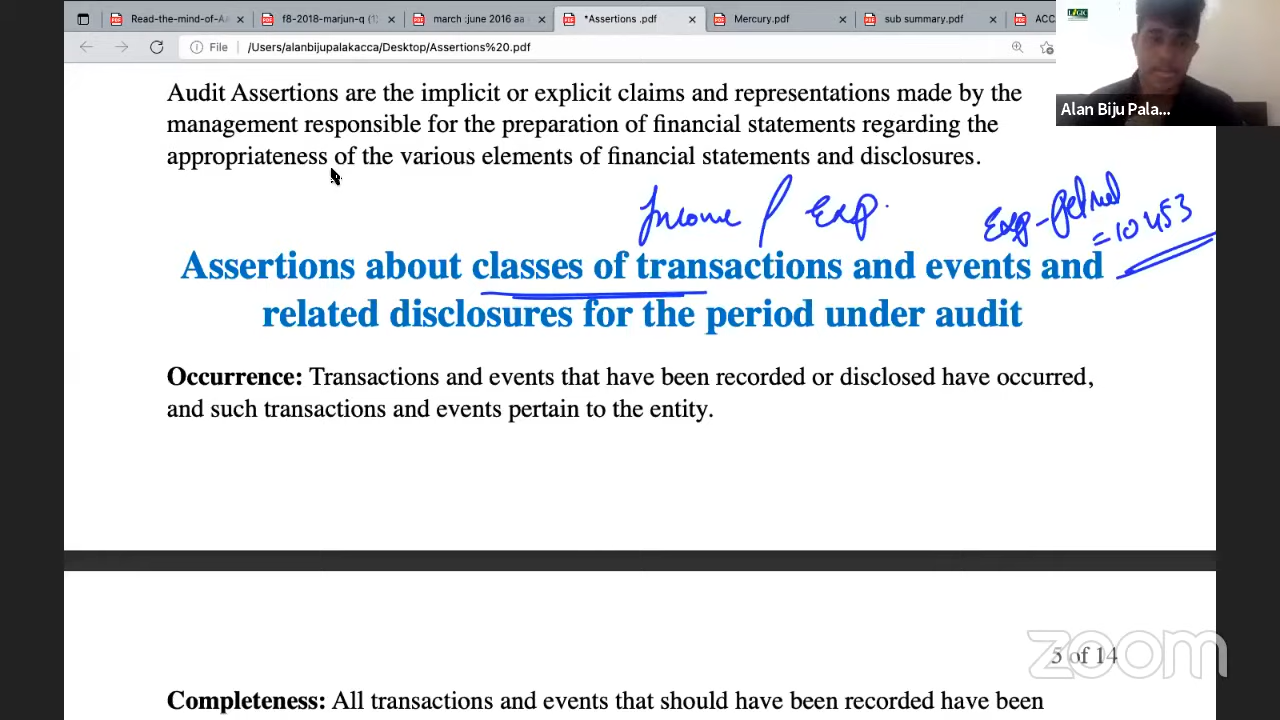 Read-the-mind-of-A
f8-2018-marjun-q (1)
march :june 2016 aa
*Assertions .pdf
Mercury.pdf
sub summary.pdf
ACC
File
/Users/alanbijupalakacca/Desktop/Assertions%20.pdf
LOGIC
Alan Biju Pala...
Audit Assertions are the implicit or explicit claims and representations made by the
management responsible for the preparation of financial statements regarding the
appropriateness of the various elements of financial statements and disclosures.
Income / Exp.
Exp - petrol
= 10453
Assertions about classes of transactions and events and
related disclosures for the period under audit
Occurrence: Transactions and events that have been recorded or disclosed have occurred,
and such transactions and events pertain to the entity.
zoom
5 of 14
Completeness: All transactions and events that should have been recorded have been